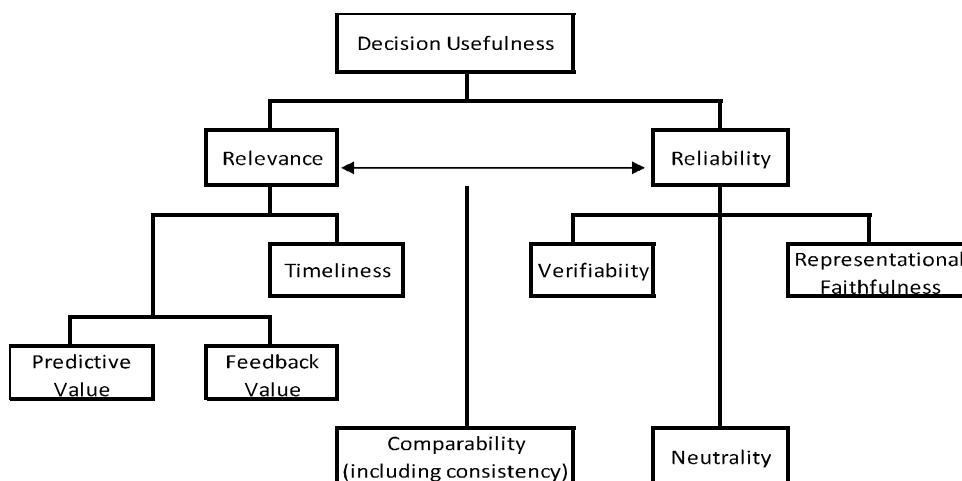 Decision Usefulness
Relevance
Reliability
Timeliness
Verifiabiity
Representational
Faithfulness
Predictive
Value
Feedback
Value
Comparability
(including consistency)
Neutrality